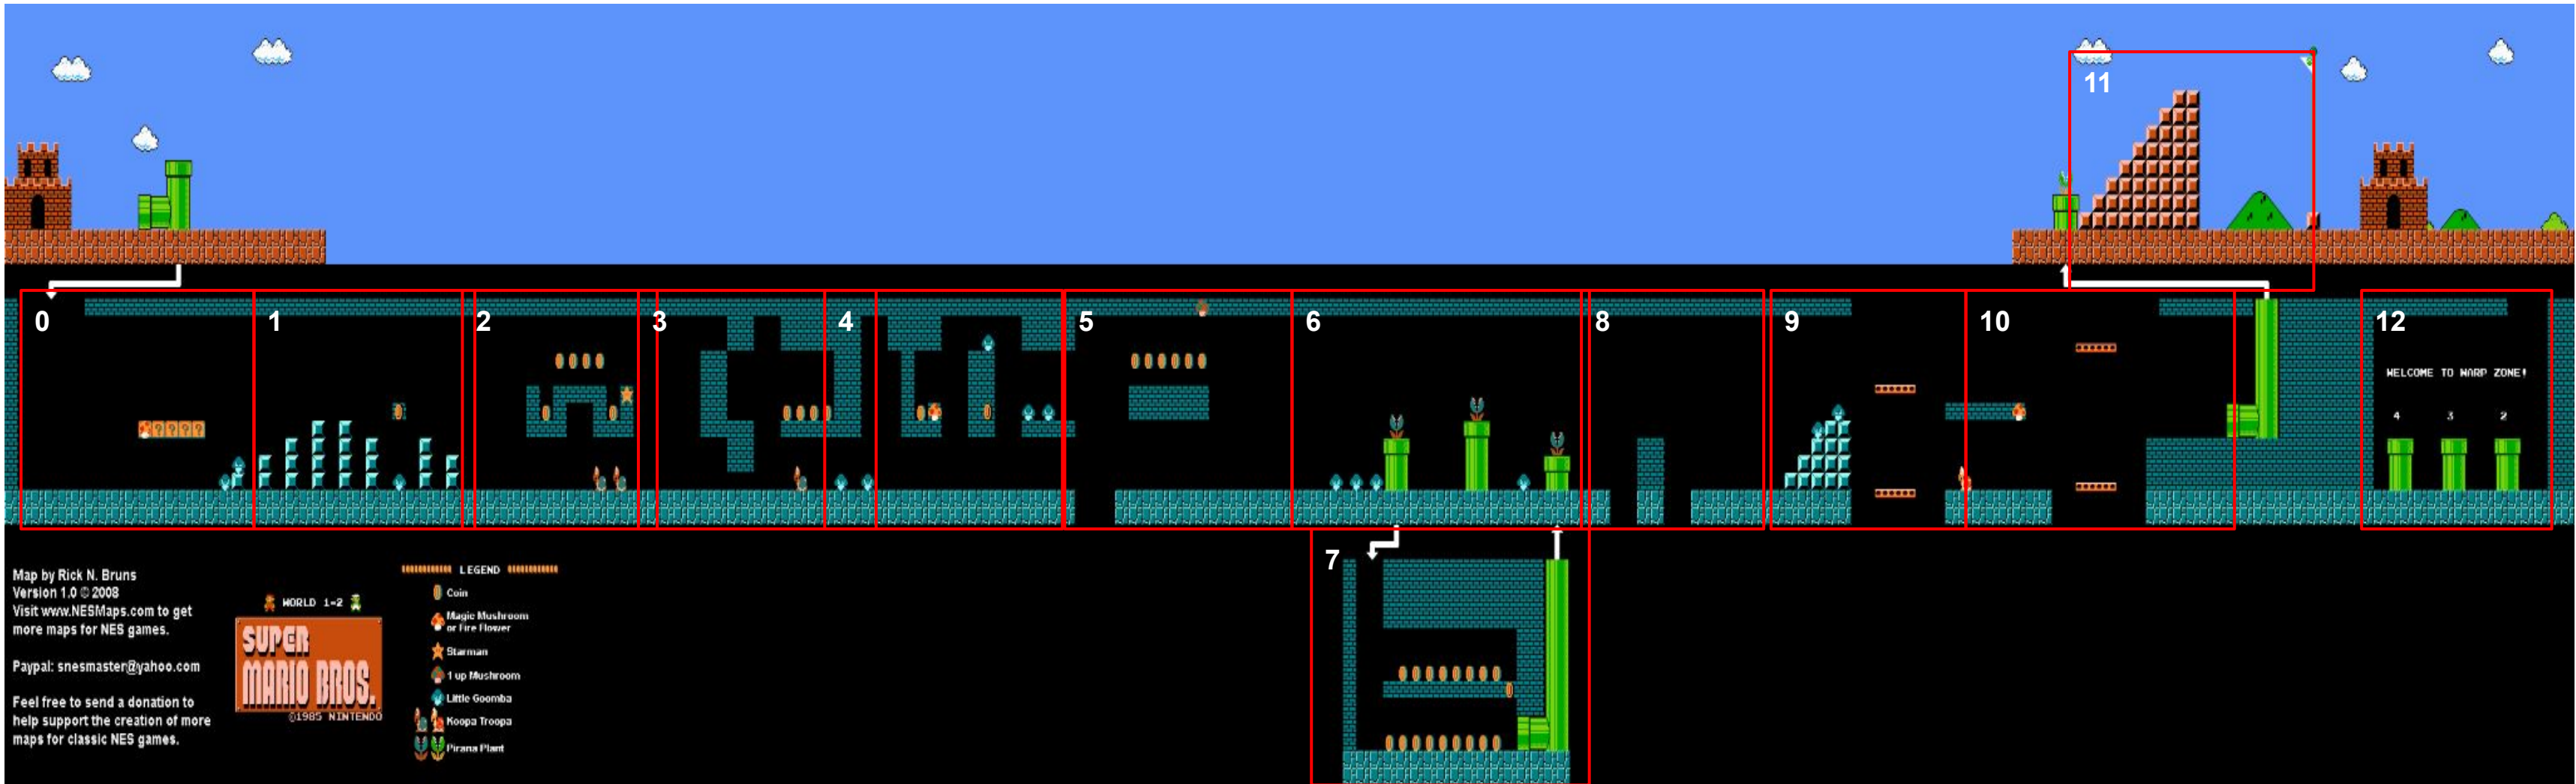 11
0
1
2
3
4
5
6
8
9
10
12
WELCOME TO WARP ZONE!
4 3 2
7
Map by Rick N. Bruns
Version 1.0 © 2008
Visit www.NESMaps.com to get
more maps for NES games.
Paypal: snesmaster@yahoo.com
Feel free to send a donation to
help support the creation of more
maps for classic NES games.
WORLD 1-2
SUPER
MARIO BROS.
©1985 NINTENDO
LEGEND
Coin
Magic Mushroom
or Fire Flower
Starman
1 up Mushroom
Little Goomba
Koopa Troopa
Pirana Plant
? ? ? ?